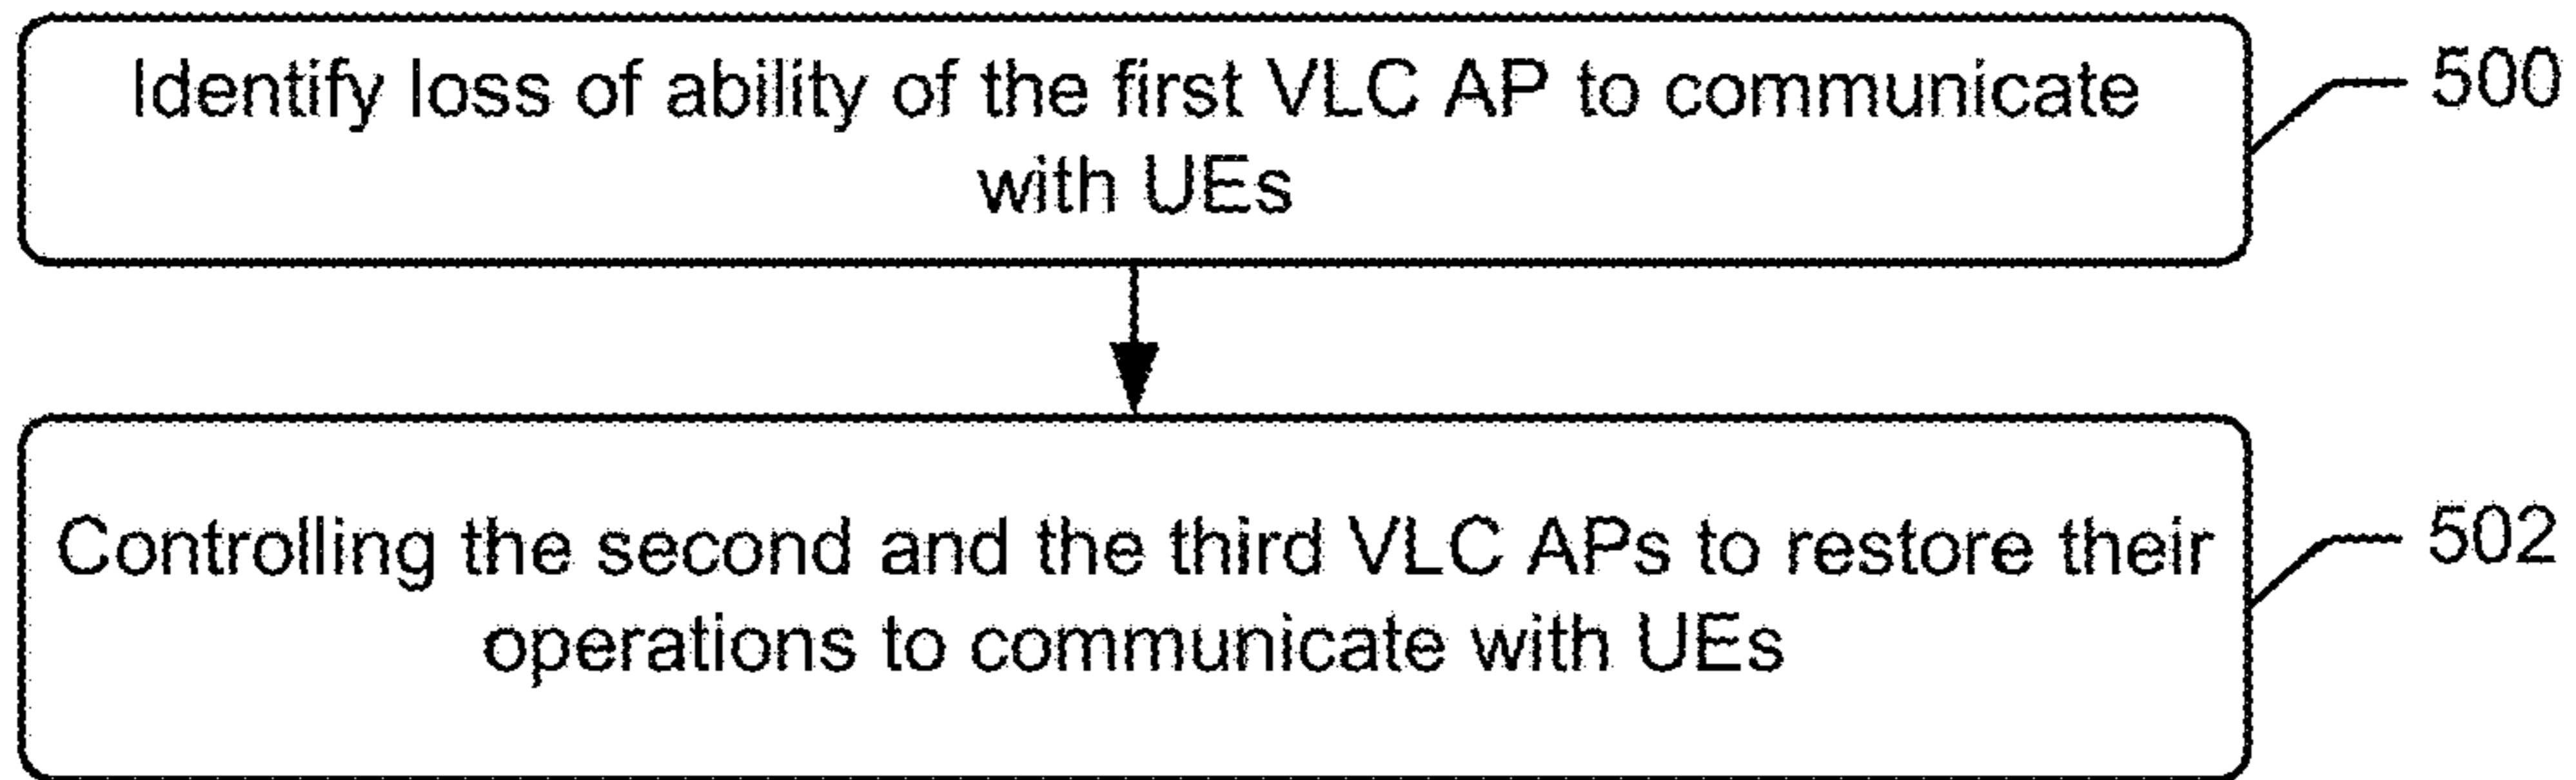 Identify loss of ability of the first VLC AP to communicate
with UEs
500
Controlling the second and the third VLC APs to restore their
operations to communicate with UEs
502